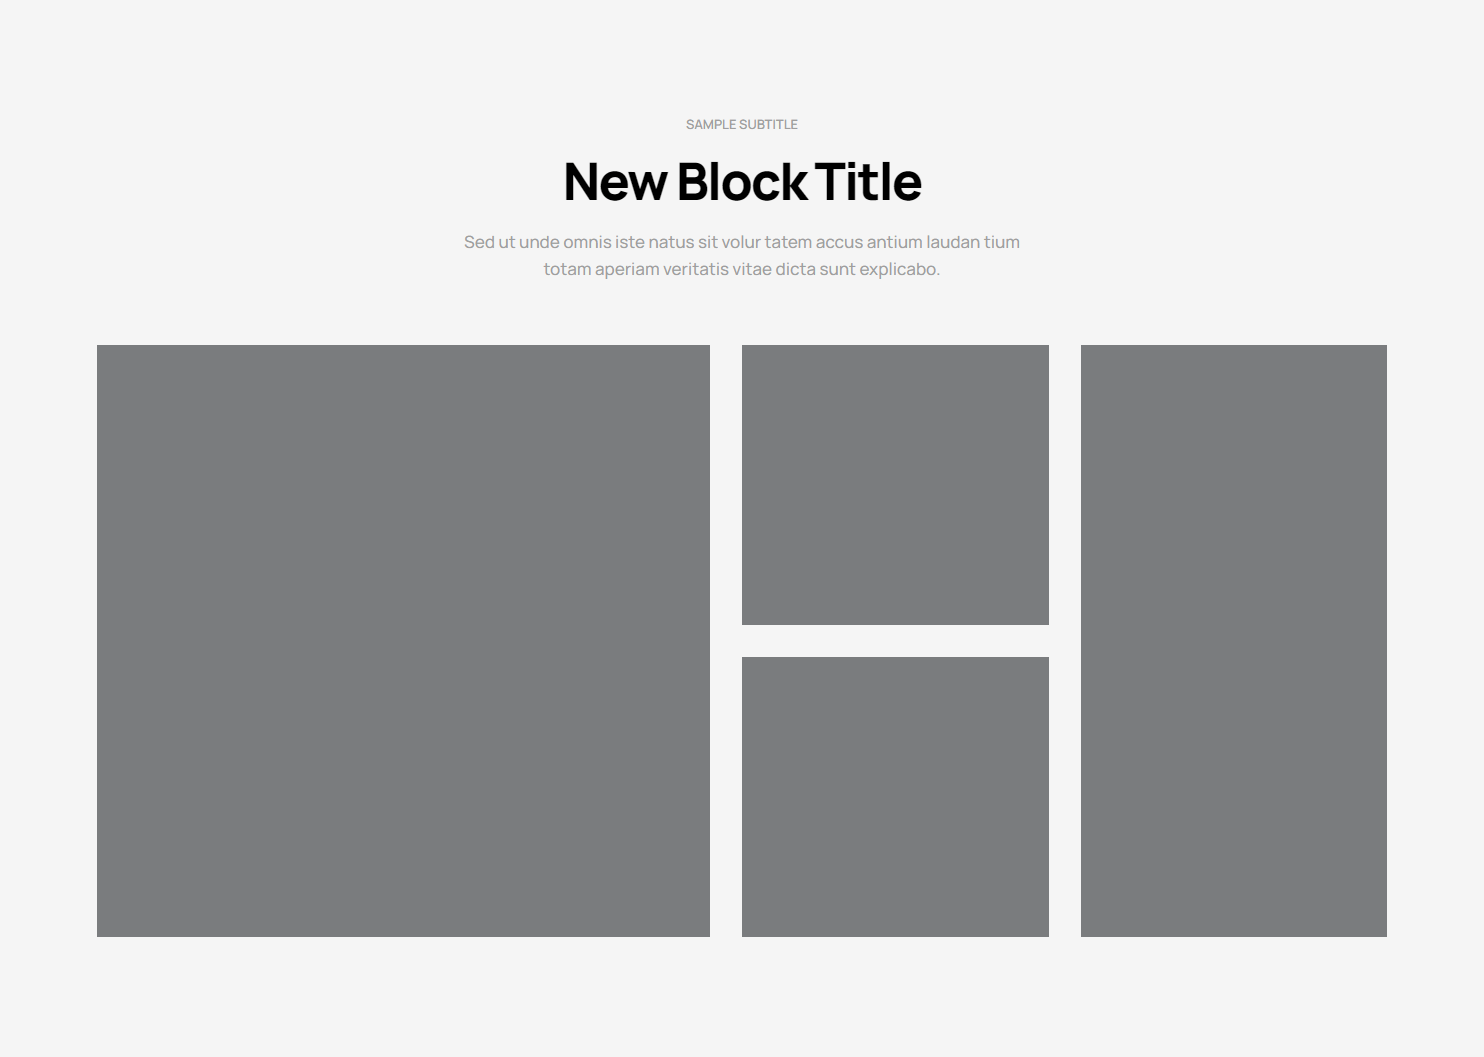 SAMPLE SUBTITLE
New Block Title
Sed ut unde omnis iste natus sit volur tatem accus antium laudan tium
totam aperiam veritatis vitae dicta sunt explicabo.